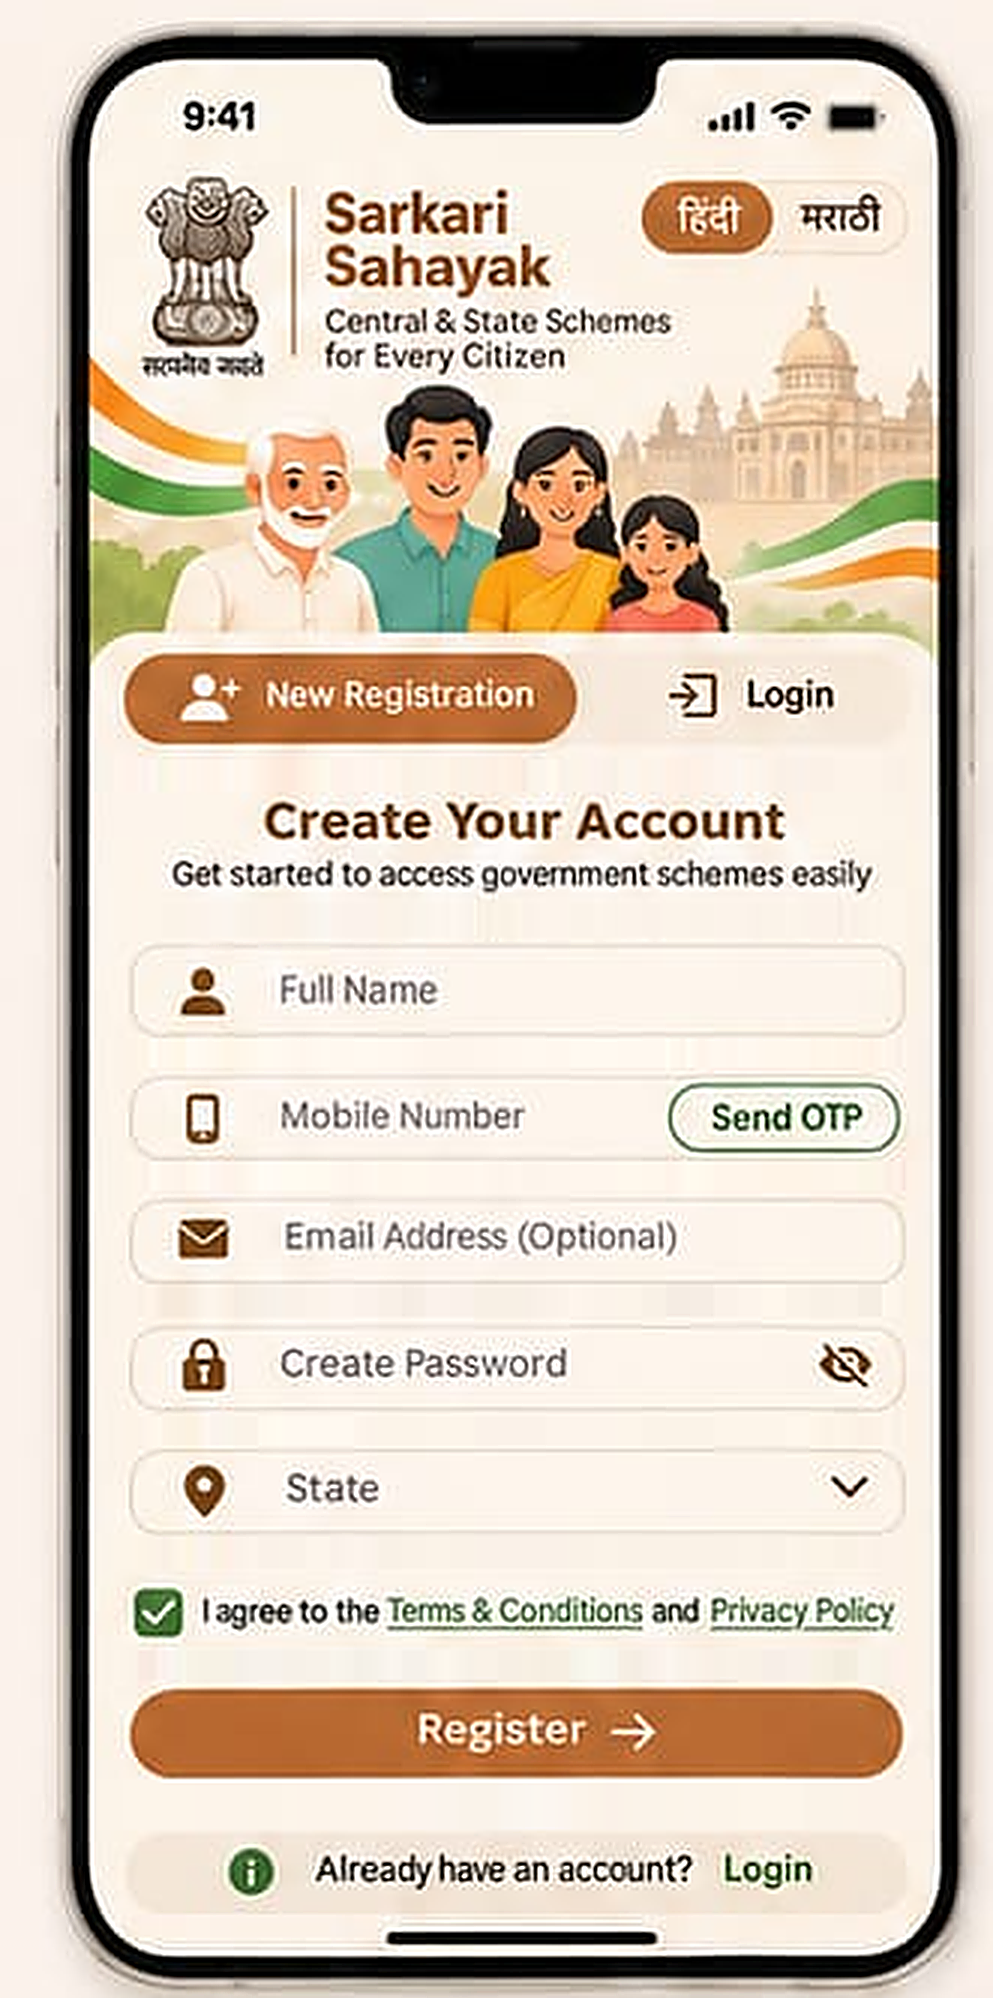 9:41
Sarkari
Sahayak
हिंदी
मराठी
Central & State Schemes
for Every Citizen
New Registration
Login
Create Your Account
Get started to access government schemes easily
Full Name
Mobile Number
Send OTP
Email Address (Optional)
Create Password
State
I agree to the Terms & Conditions and Privacy Policy
Register
Already have an account? Login